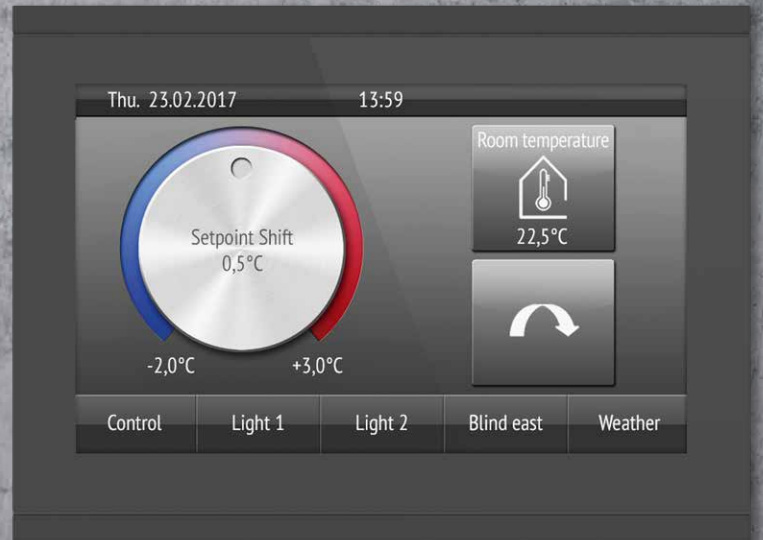 Thu. 23.02.2017 13:59
Setpoint Shift
0,5°C
-2,0°C +3,0°C
Room temperature
22,5°C
Control Light 1 Light 2 Blind east Weather